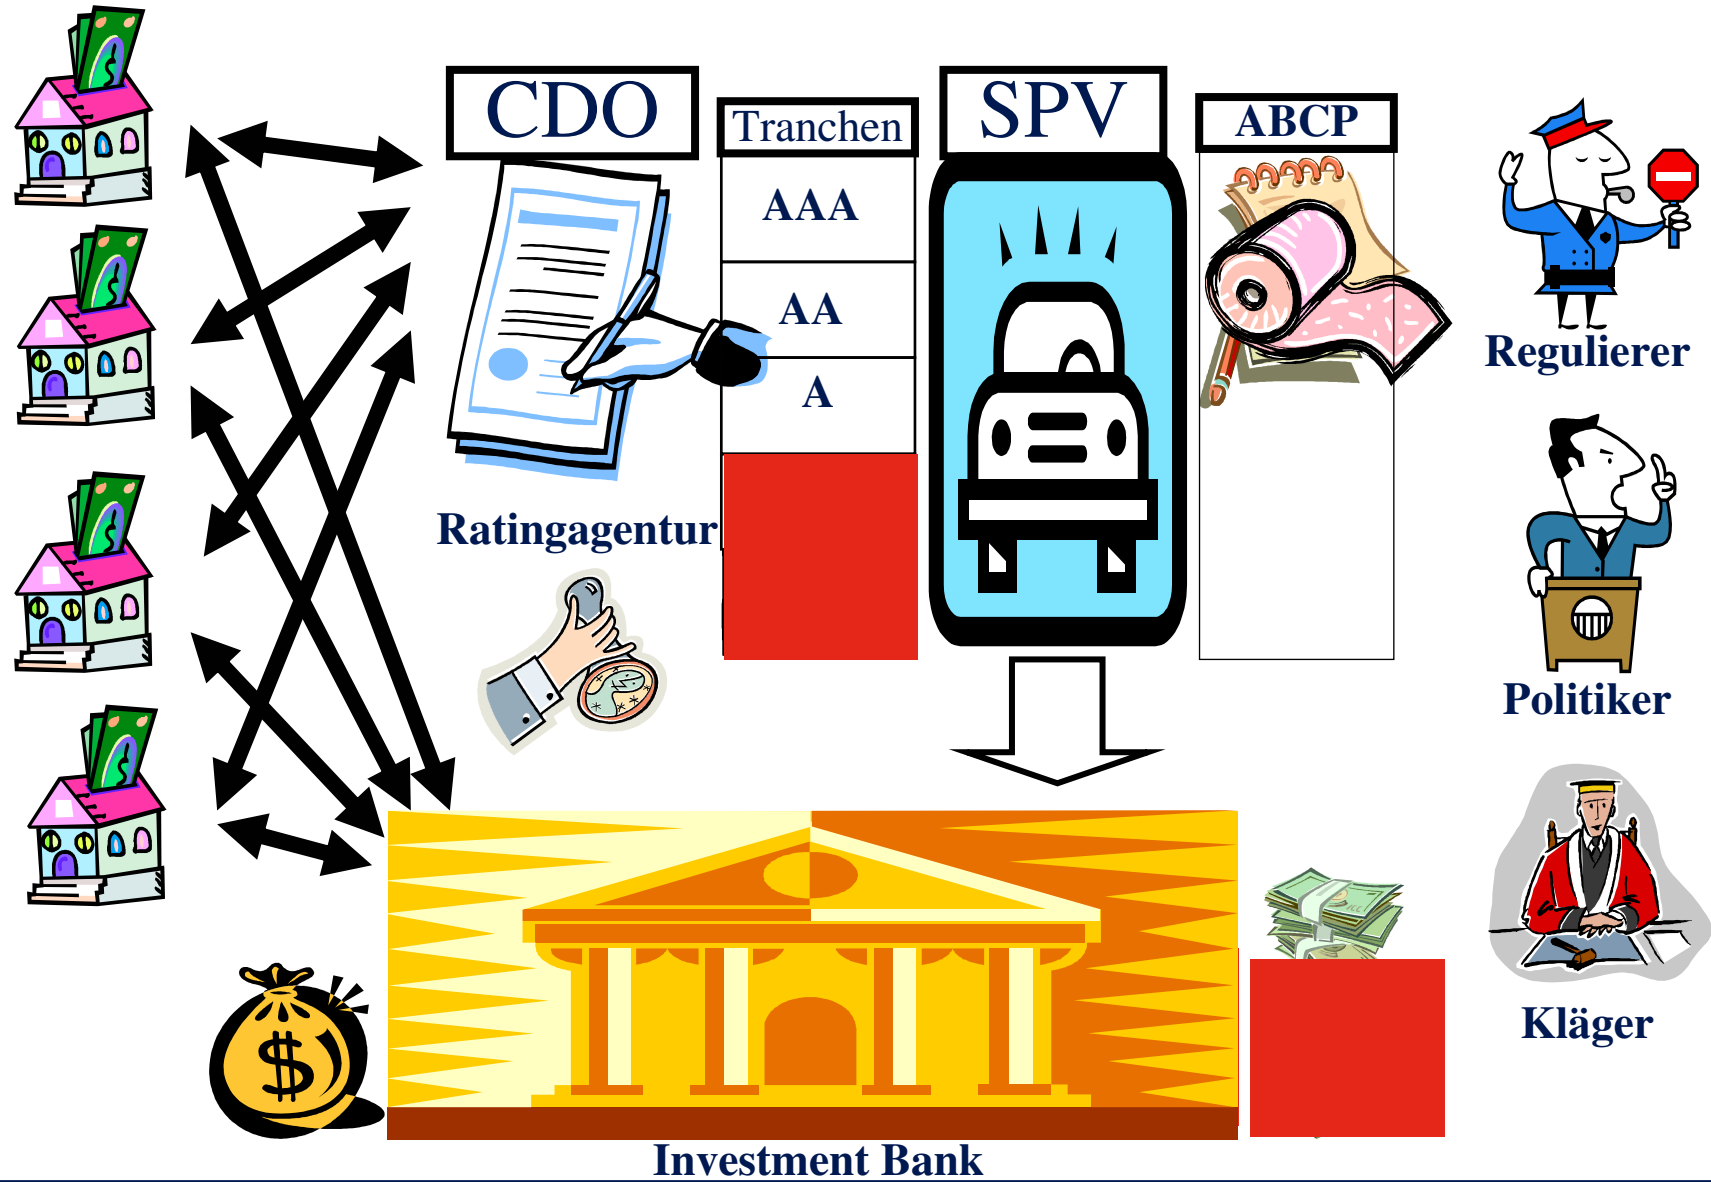 CDO
Tranchen
SPV
ABCP
AAA
AA
A
Ratingagentur
Regulierer
Politiker
Kläger
$
Investment Bank